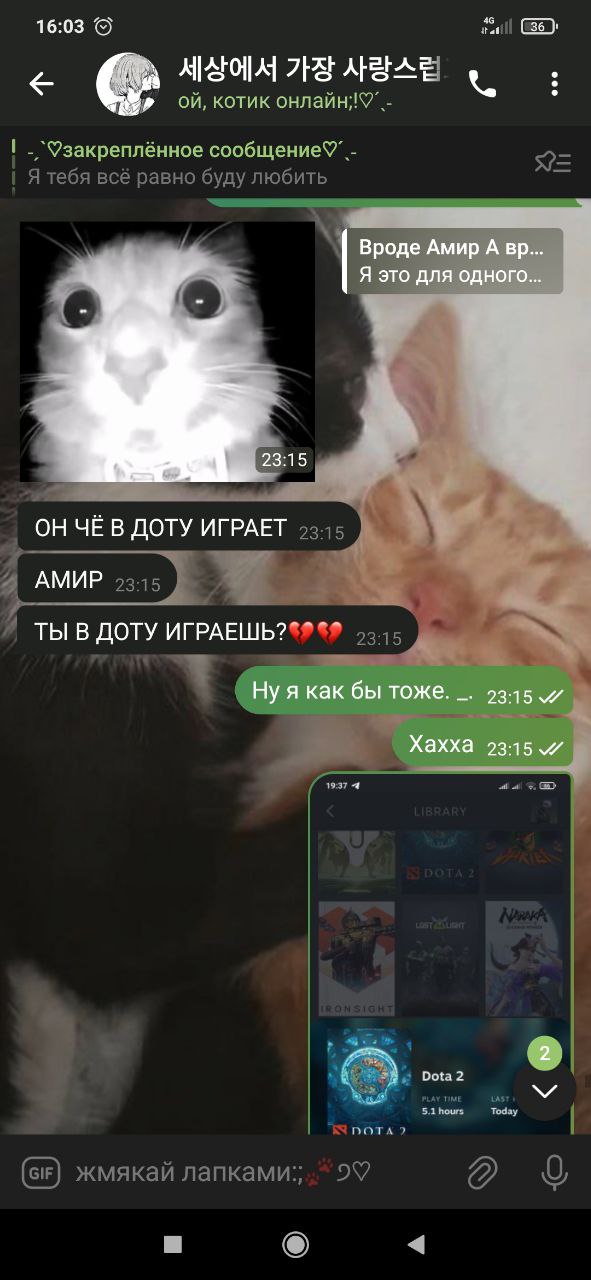 16:03
4G
36
세상에서 가장 사랑스럽
ой, котик онлайн;!♡´ˎ-
-ˏ`♡закреплённое сообщение♡´ˎ-
Я тебя всё равно буду любить
Вроде Амир А вр...
Я это для одного...
23:15
ОН ЧЁ В ДОТУ ИГРАЕТ 23:15
АМИР 23:15
ТЫ В ДОТУ ИГРАЕШЬ?💔💔 23:15
Ну я как бы тоже. _. 23:15
Хахха 23:15
19:37
LIBRARY
DOTA 2
IRONSIGHT
LOST LIGHT
NARAKA
Dota 2
PLAY TIME
5.1 hours
Today
DOTA 2
2
GIF
жмякай лапками:;🐾୨♡